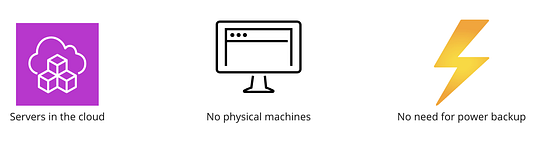 Servers in the cloud
No physical machines
No need for power backup